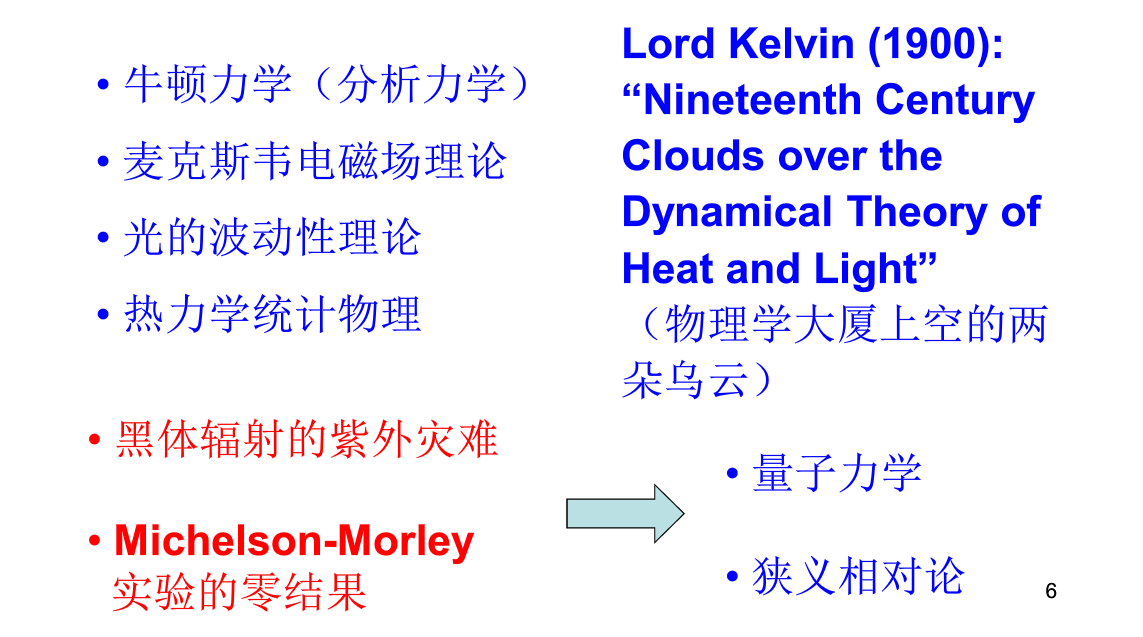 • 牛顿力学（分析力学）
• 麦克斯韦电磁场理论
• 光的波动性理论
• 热力学统计物理
• 黑体辐射的紫外灾难
• Michelson-Morley
实验的零结果
Lord Kelvin (1900):
“Nineteenth Century
Clouds over the
Dynamical Theory of
Heat and Light”
（物理学大厦上空的两
朵乌云）
• 量子力学
• 狭义相对论
6